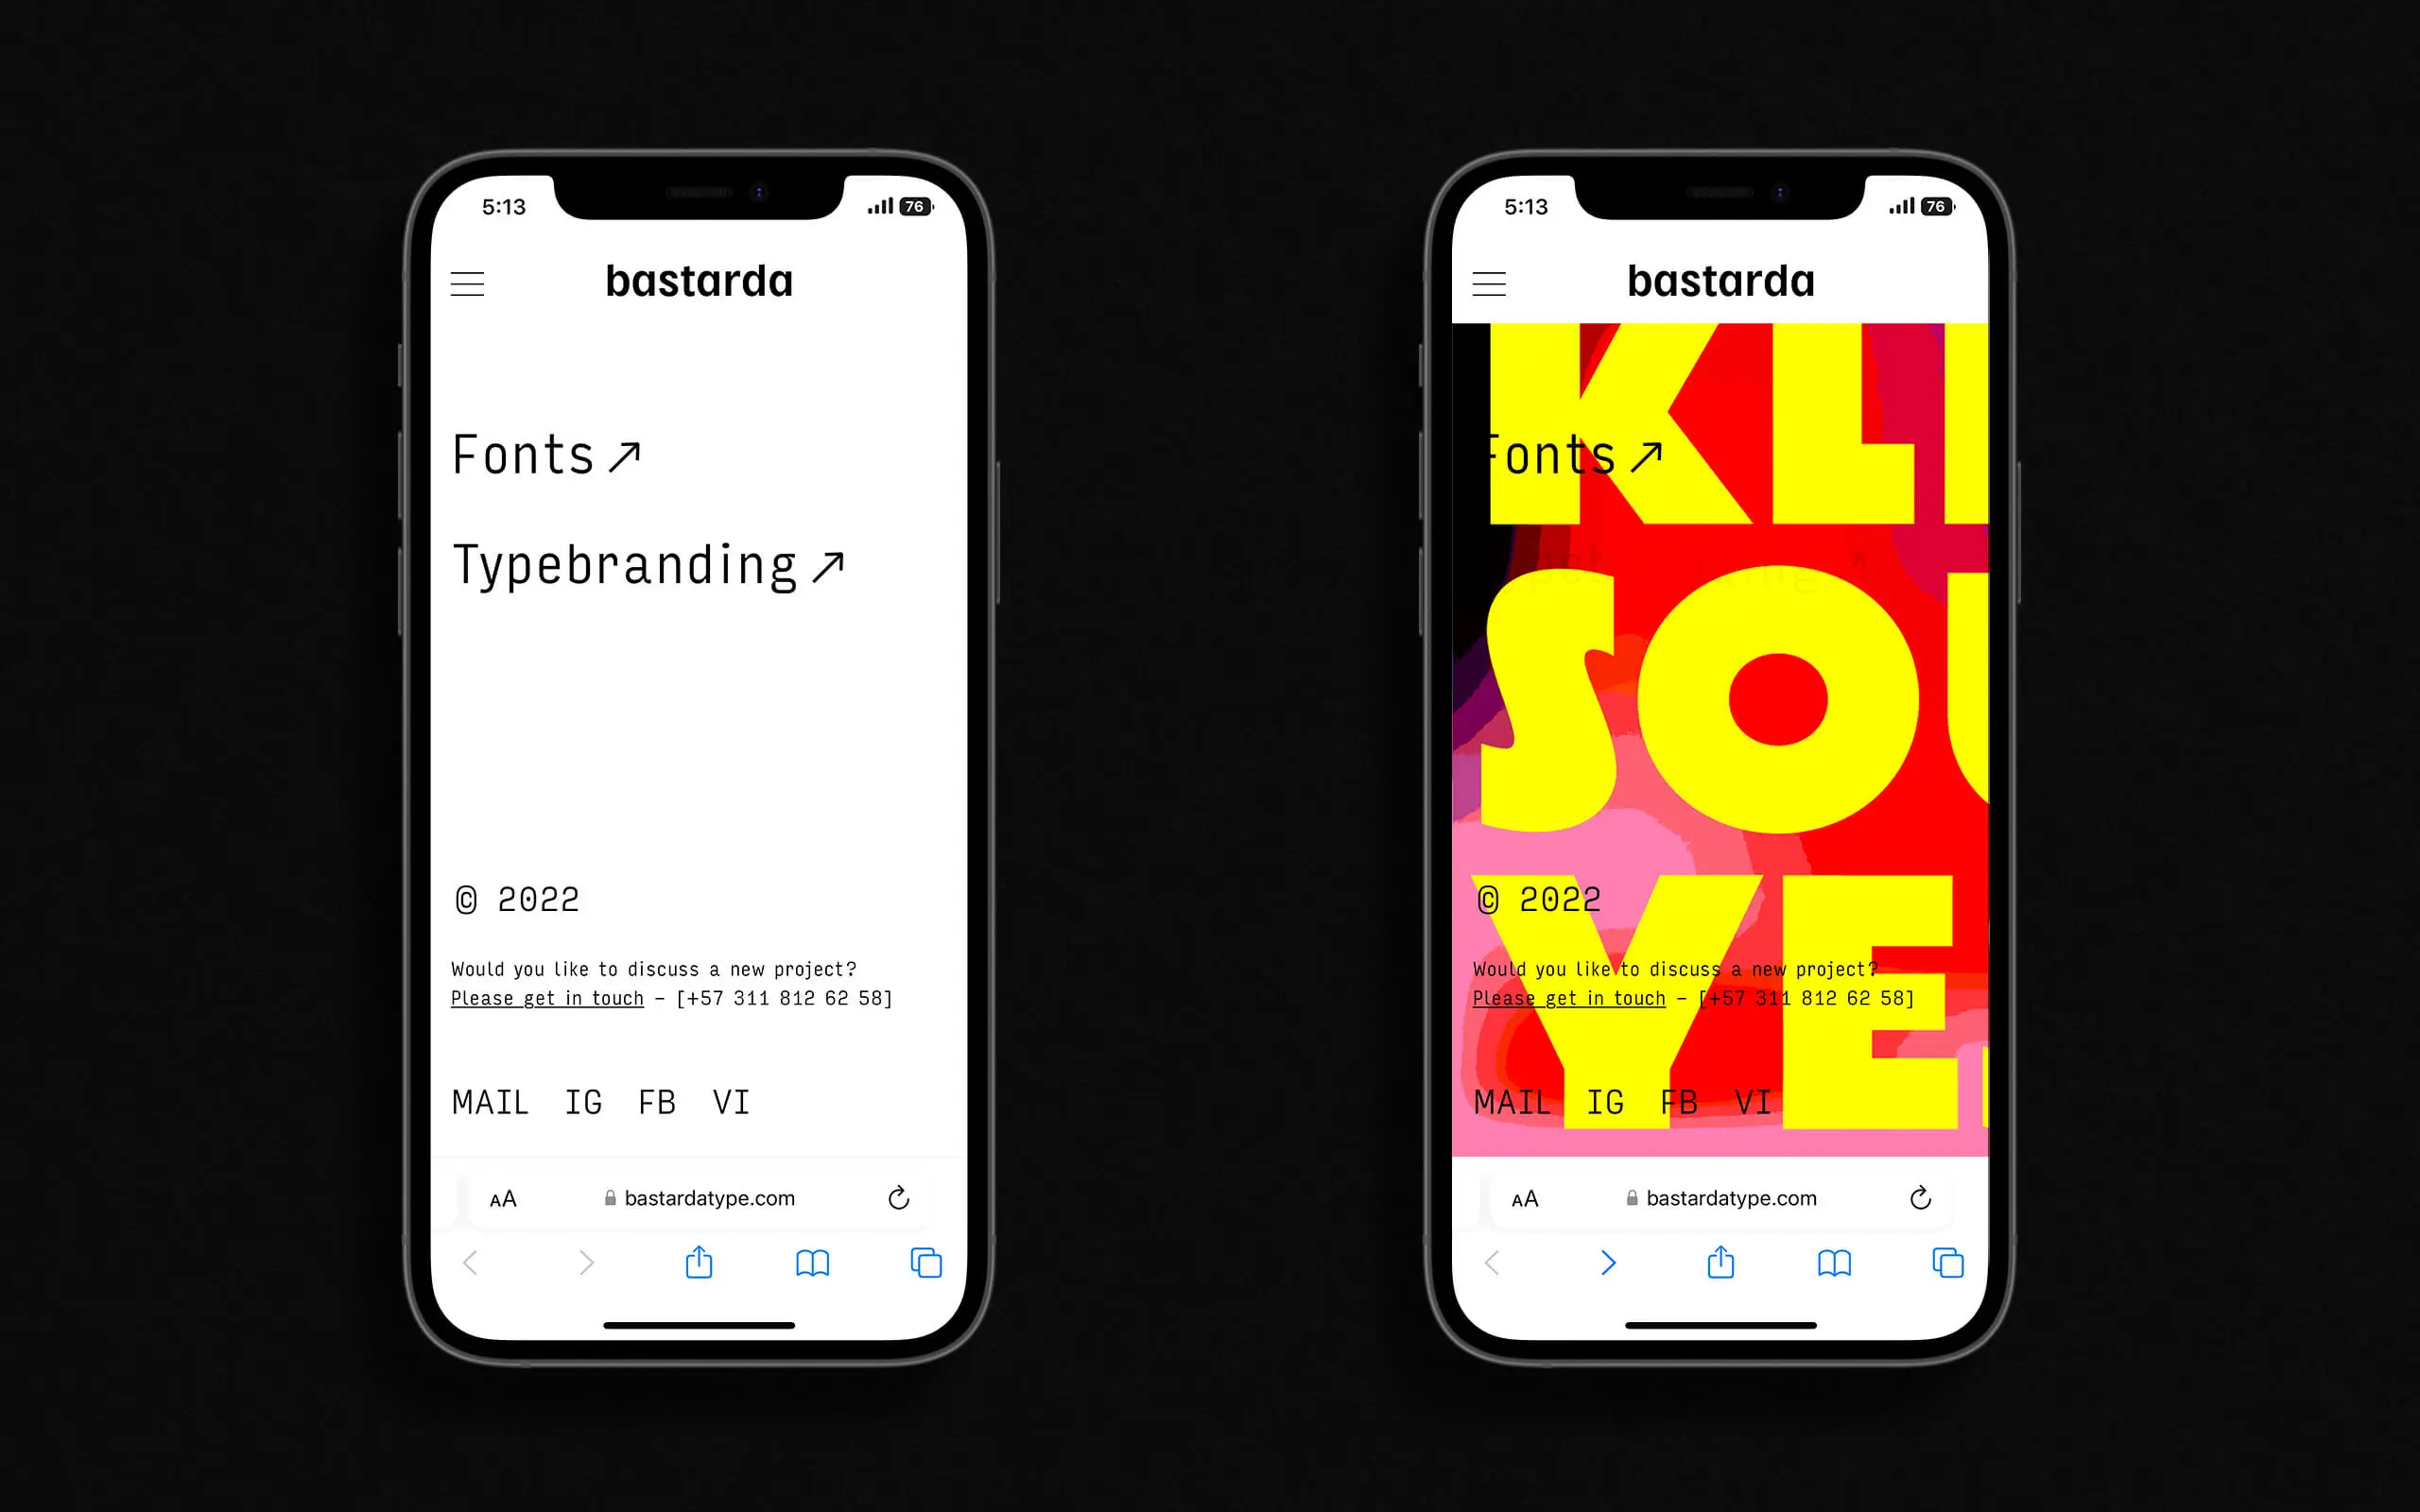 5:13 76
bastarda
Fonts ↗
Typebranding ↗
© 2022
Would you like to discuss a new project?
Please get in touch – [+57 311 812 62 58]
MAIL IG FB VI
AA bastardatype.com
5:13 76
bastarda
KL
Fonts ↗
SOU
© 2022
YE
Would you like to discuss a new project?
Please get in touch – [+57 311 812 62 58]
MAIL IG FB VI
AA bastardatype.com